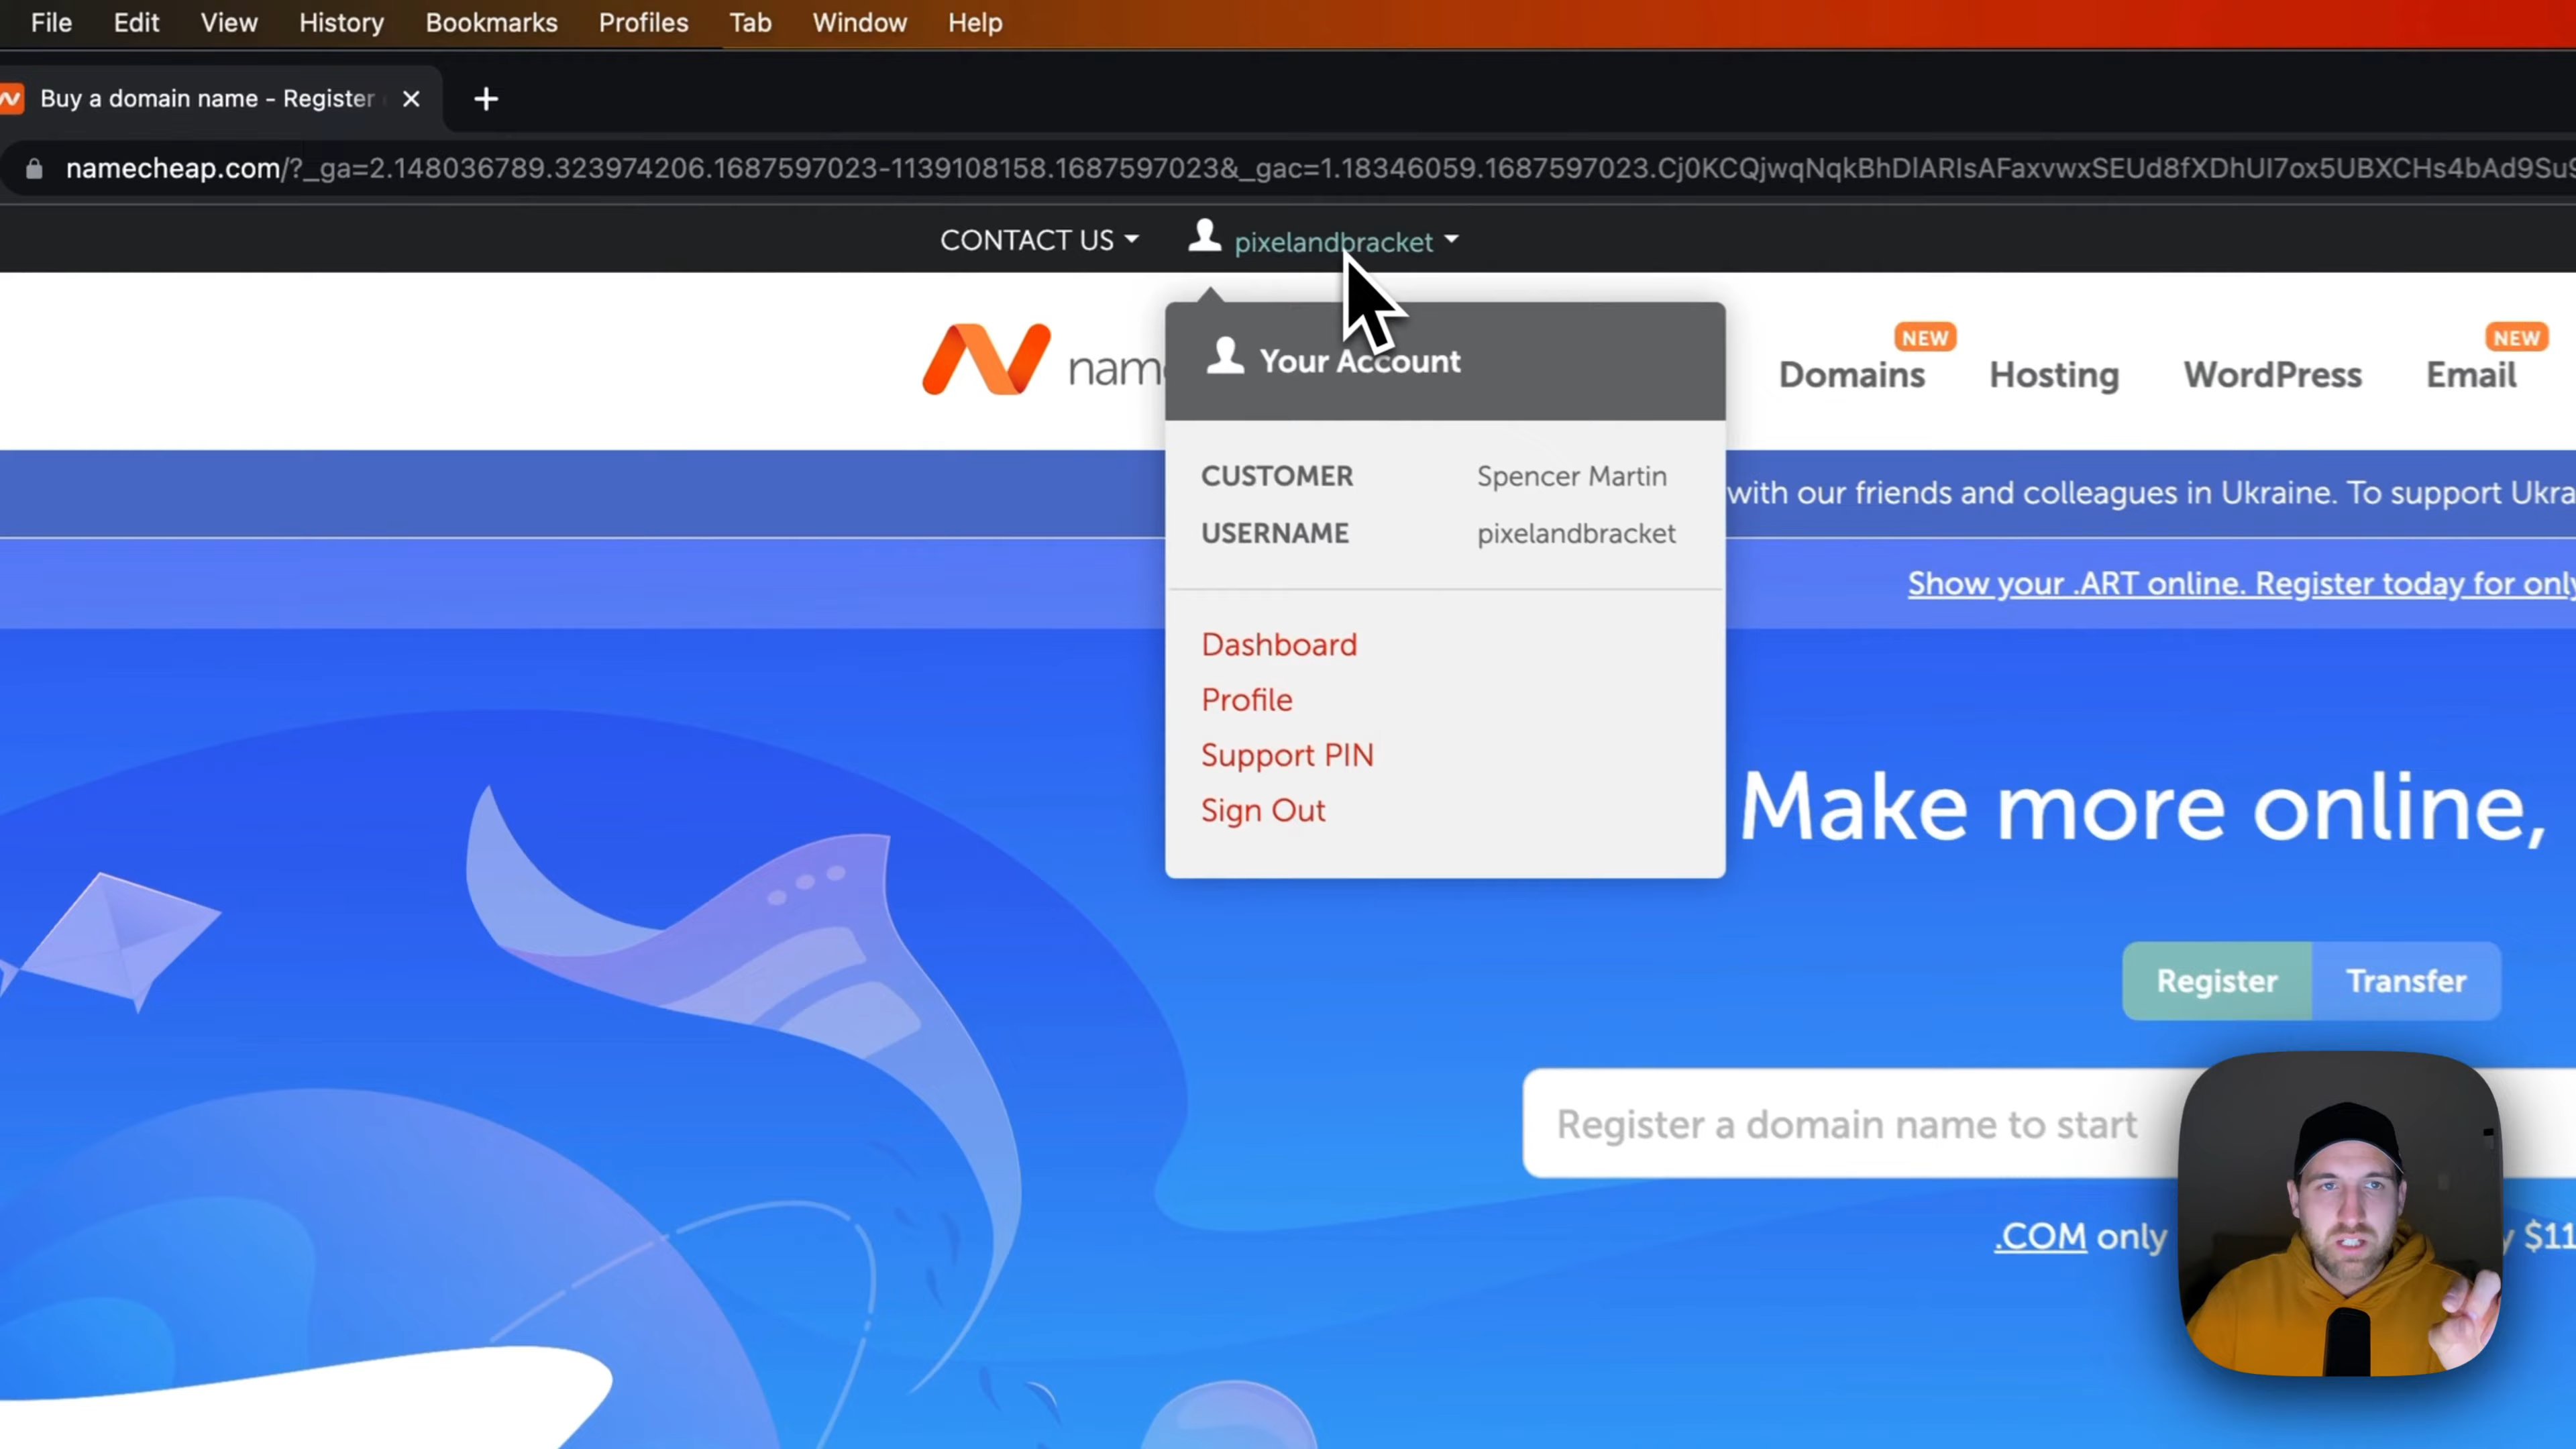 File Edit View History Bookmarks Profiles Tab Window Help
Buy a domain name - Register
namecheap.com/?_ga=2.148036789.323974206.1687597023-1139108158.1687597023&_gac=1.18346059.1687597023.Cj0KCQjwqNqkBhDlARIsAFaxvwxSEUd8fXDhUI7ox5UBXCHs4bAd9Su9
CONTACT US pixelandbracket
name
Your Account
NEW NEW
Domains Hosting WordPress Email
CUSTOMER Spencer Martin
USERNAME pixelandbracket
with our friends and colleagues in Ukraine. To support Ukra
Show your .ART online. Register today for only
Dashboard
Profile
Support PIN
Sign Out
Make more online,
Register Transfer
Register a domain name to start
.COM only $11